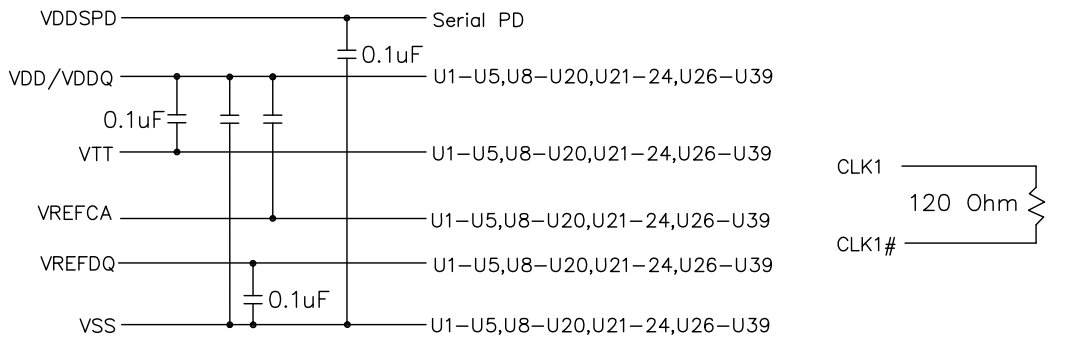 VDDSPD Serial PD
0.1uF
VDD/VDDQ U1-U5,U8-U20,U21-24,U26-U39
0.1uF
VTT U1-U5,U8-U20,U21-24,U26-U39
VREFCA U1-U5,U8-U20,U21-24,U26-U39
VREFDQ U1-U5,U8-U20,U21-24,U26-U39
0.1uF
VSS U1-U5,U8-U20,U21-24,U26-U39
CLK1
120 Ohm
CLK1#